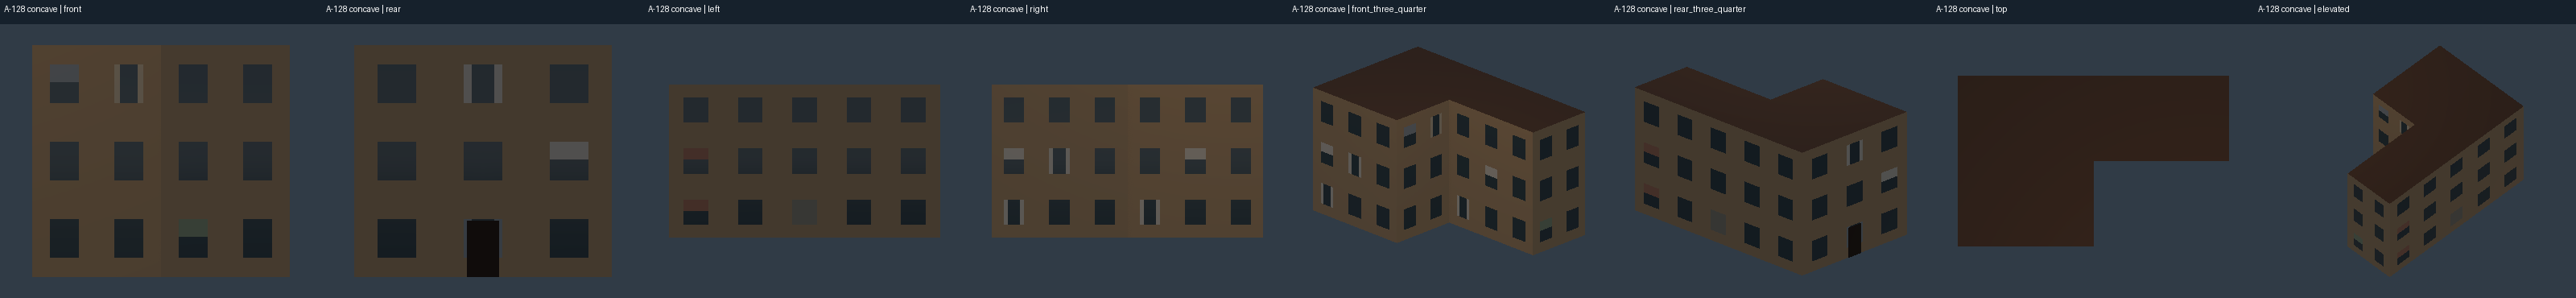 A-128 concave | front
A-128 concave | rear
A-128 concave | left
A-128 concave | right
A-128 concave | front_three_quarter
A-128 concave | rear_three_quarter
A-128 concave | top
A-128 concave | elevated